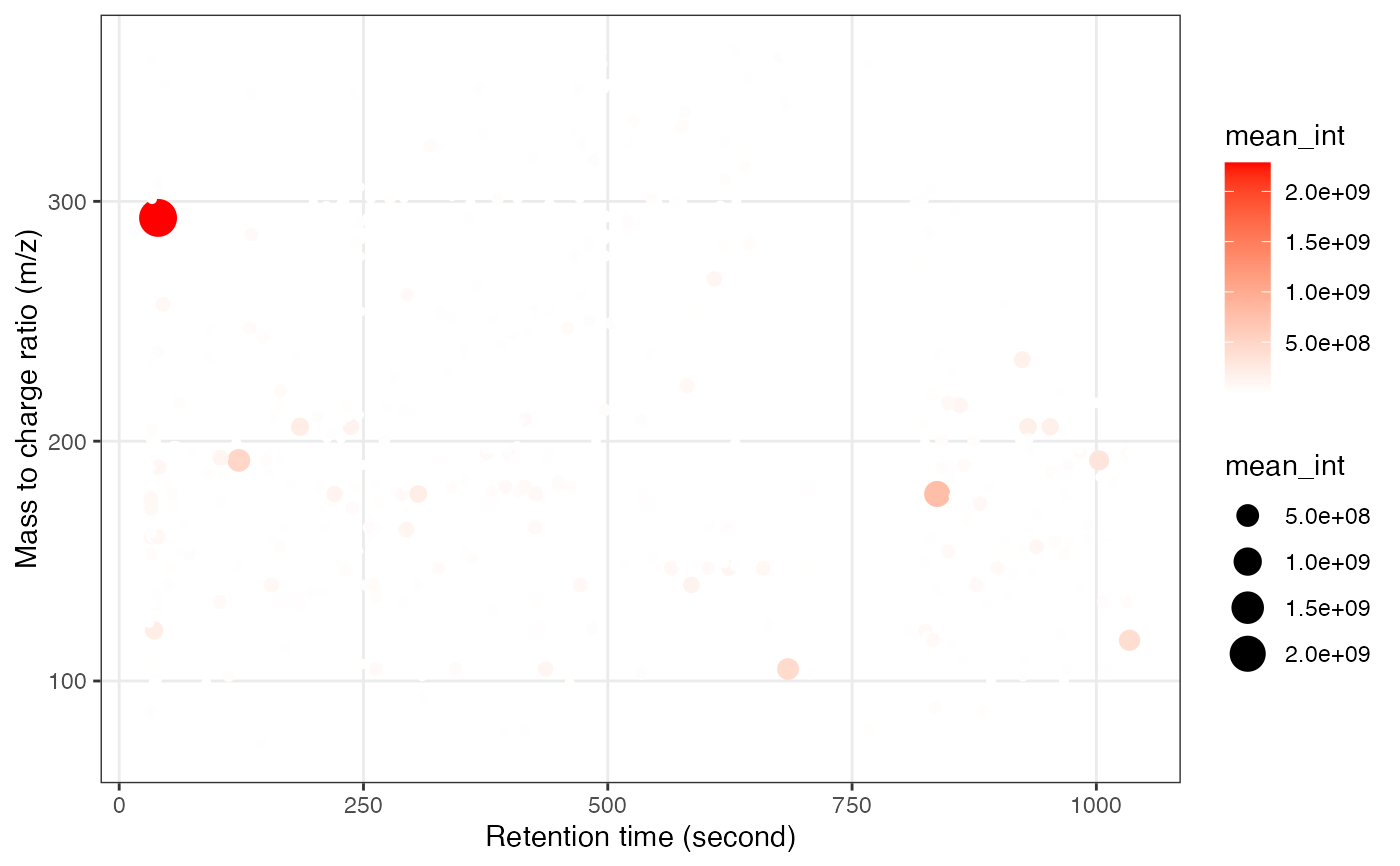 Mass to charge ratio (m/z)
300
200
100
0
250
500
750
1000
Retention time (second)
mean_int
2.0e+09
1.5e+09
1.0e+09
5.0e+08
mean_int
5.0e+08
1.0e+09
1.5e+09
2.0e+09